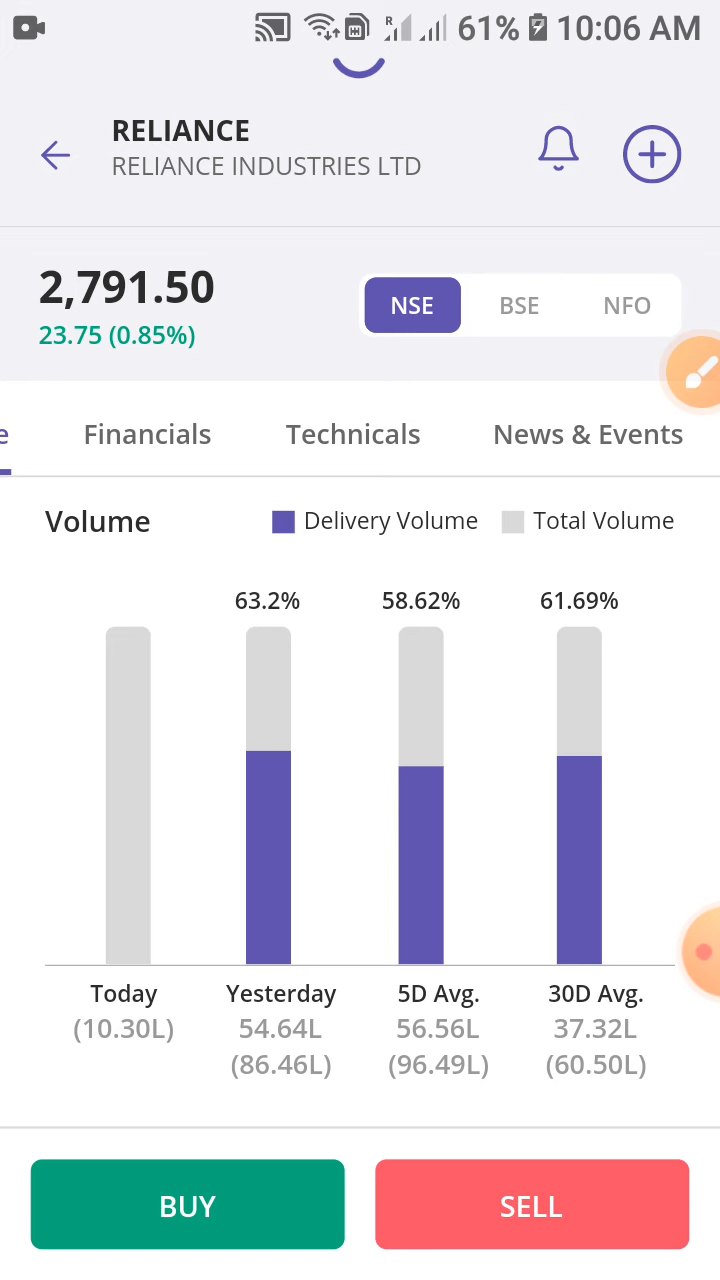 R 61% 10:06 AM
RELIANCE
RELIANCE INDUSTRIES LTD
2,791.50
23.75 (0.85%)
NSE BSE NFO
e Financials Technicals News & Events
Volume Delivery Volume Total Volume
63.2% 58.62% 61.69%
Today Yesterday 5D Avg. 30D Avg.
(10.30L) 54.64L 56.56L 37.32L
(86.46L) (96.49L) (60.50L)
BUY SELL